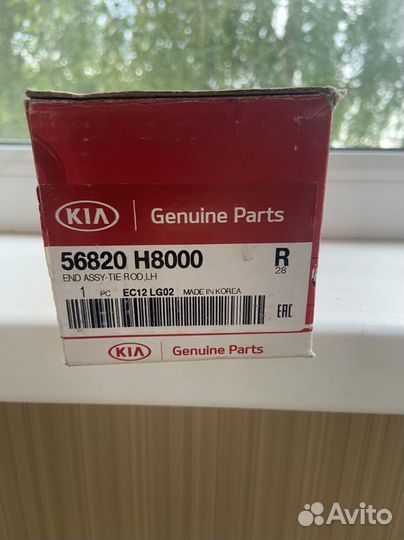 KIA Genuine Parts
56820 H8000 R
END ASSY-TIE ROD,LH 28
1 PC EC12 LG02 MADE IN KOREA
EAC
KIA Genuine Parts
Avito